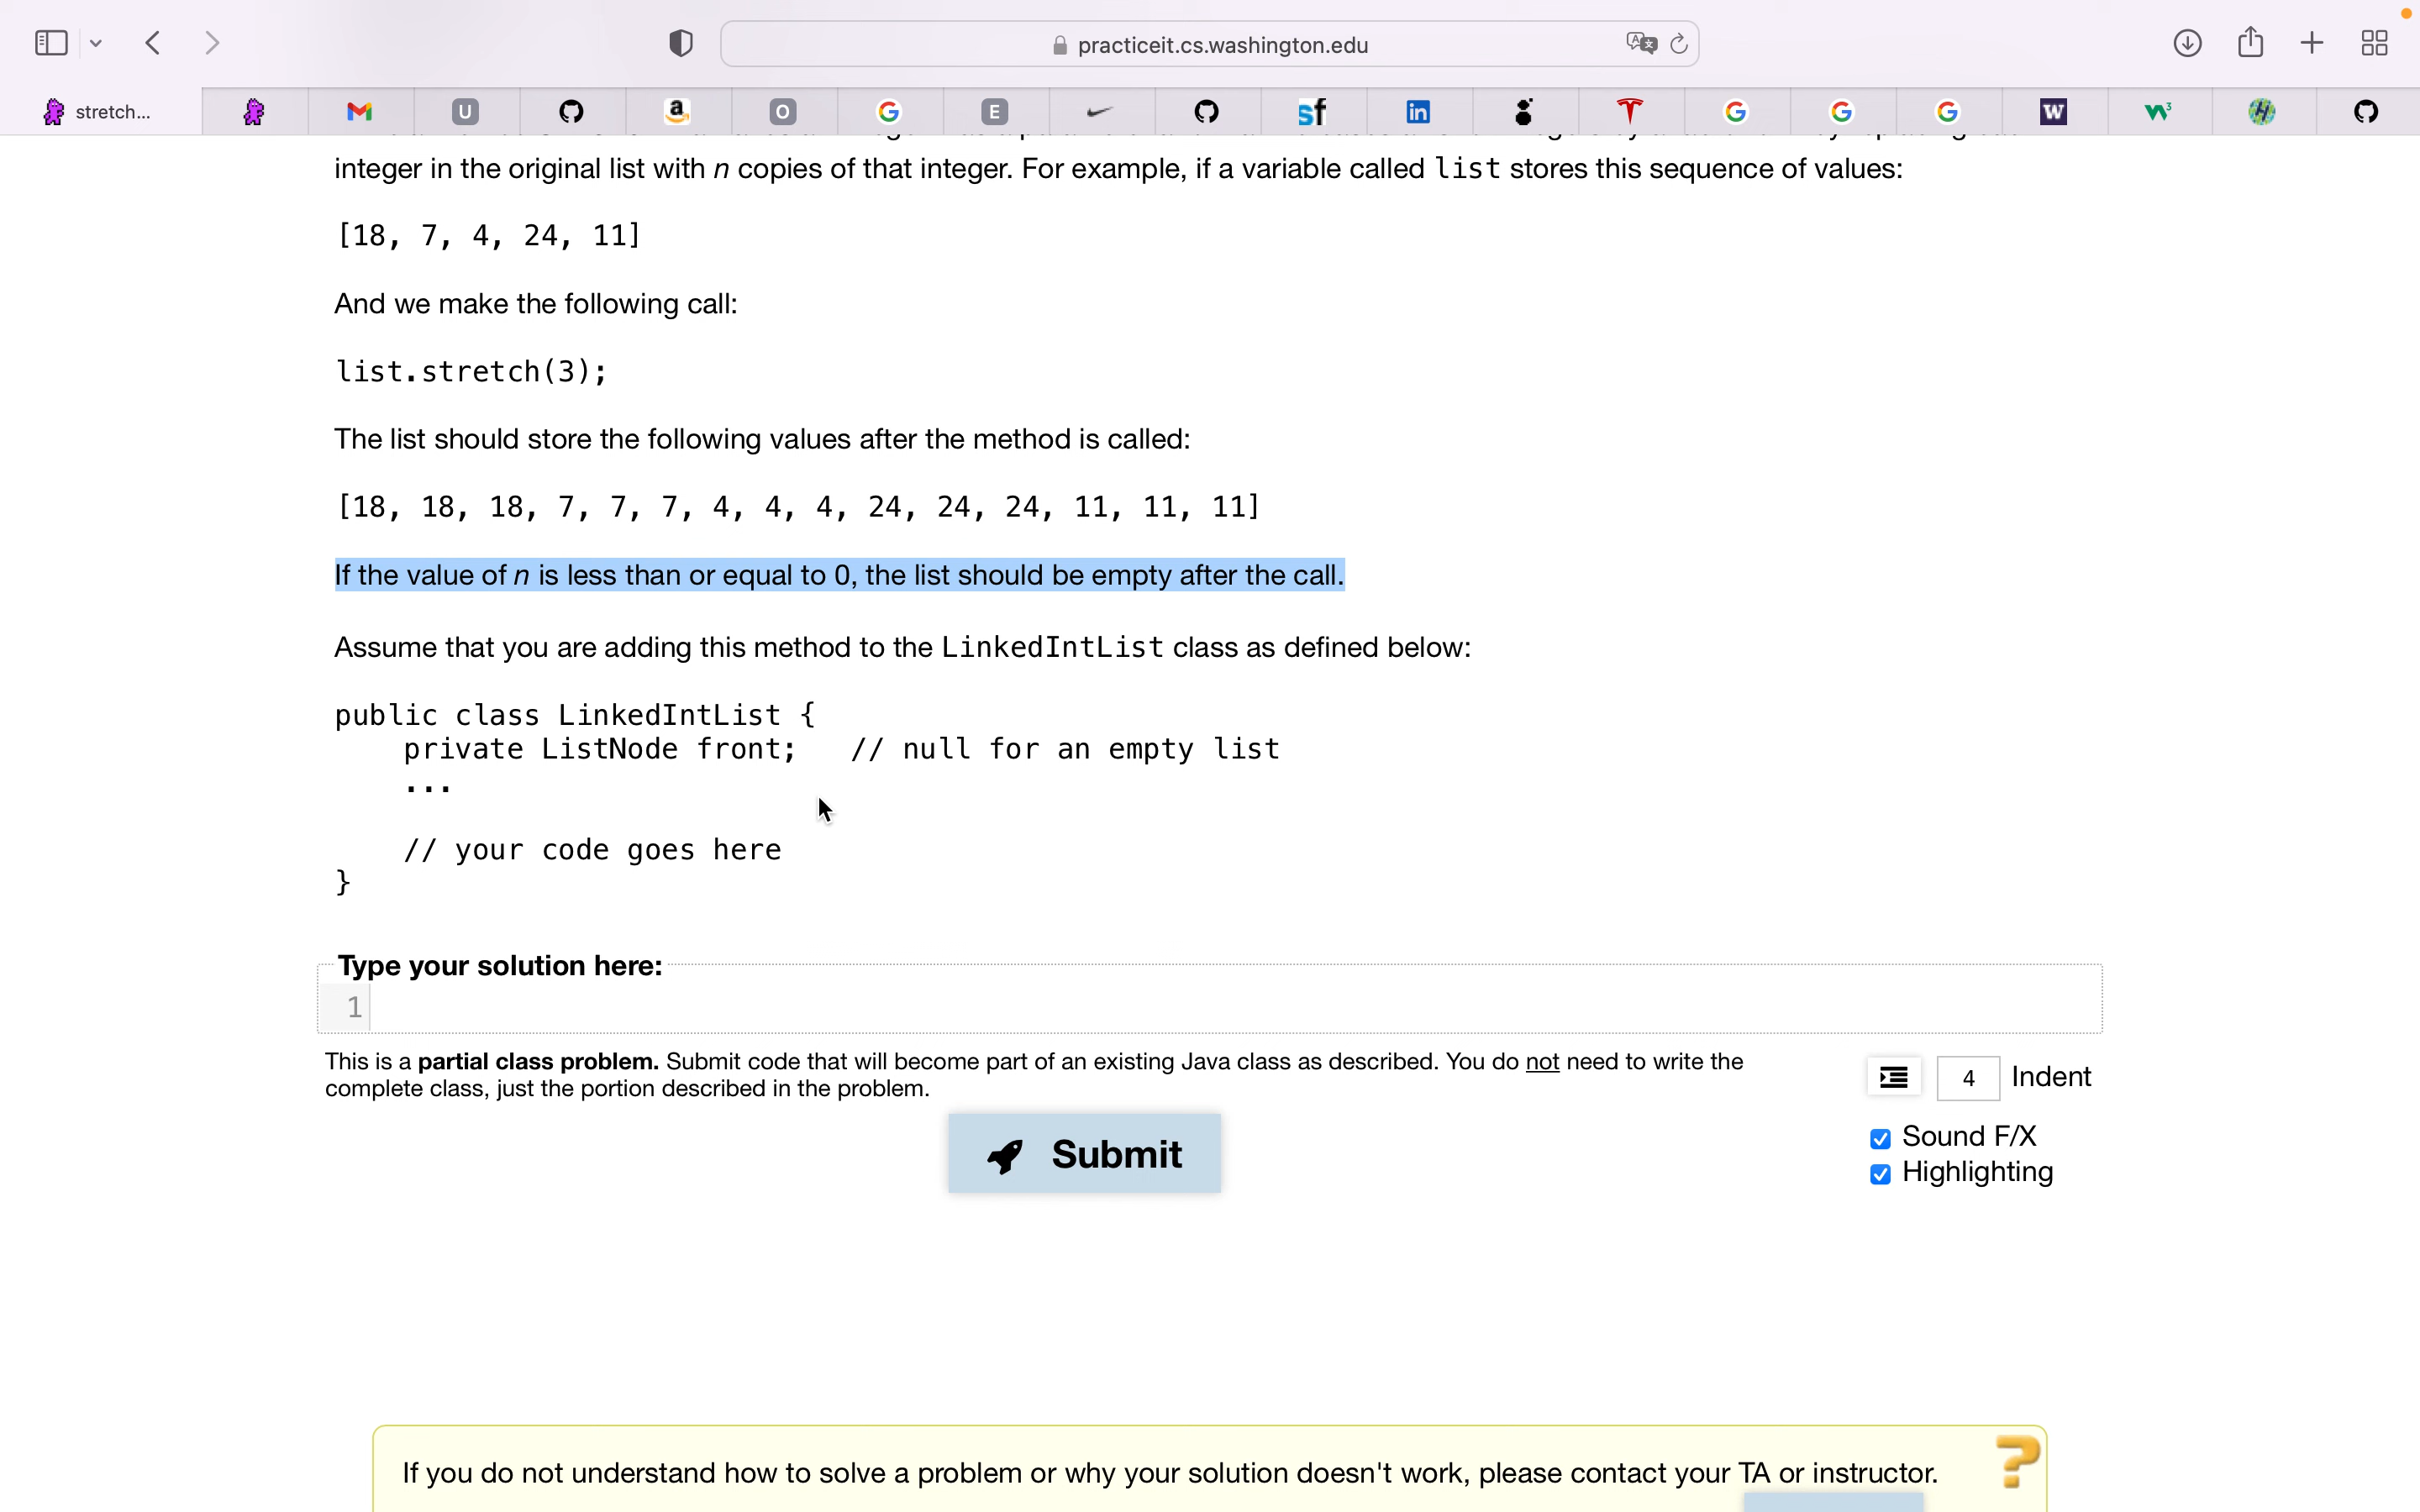 practiceit.cs.washington.edu
stretch...
U
a
O
E
sf
in
W
integer in the original list with n copies of that integer. For example, if a variable called list stores this sequence of values:
[18, 7, 4, 24, 11]
And we make the following call:
list.stretch(3);
The list should store the following values after the method is called:
[18, 18, 18, 7, 7, 7, 4, 4, 4, 24, 24, 24, 11, 11, 11]
If the value of n is less than or equal to 0, the list should be empty after the call.
Assume that you are adding this method to the LinkedIntList class as defined below:
public class LinkedIntList {
    private ListNode front;   // null for an empty list
    ...
    // your code goes here
}
Type your solution here:
1
This is a partial class problem. Submit code that will become part of an existing Java class as described. You do not need to write the
complete class, just the portion described in the problem.
4 Indent
Submit
Sound F/X
Highlighting
If you do not understand how to solve a problem or why your solution doesn't work, please contact your TA or instructor.